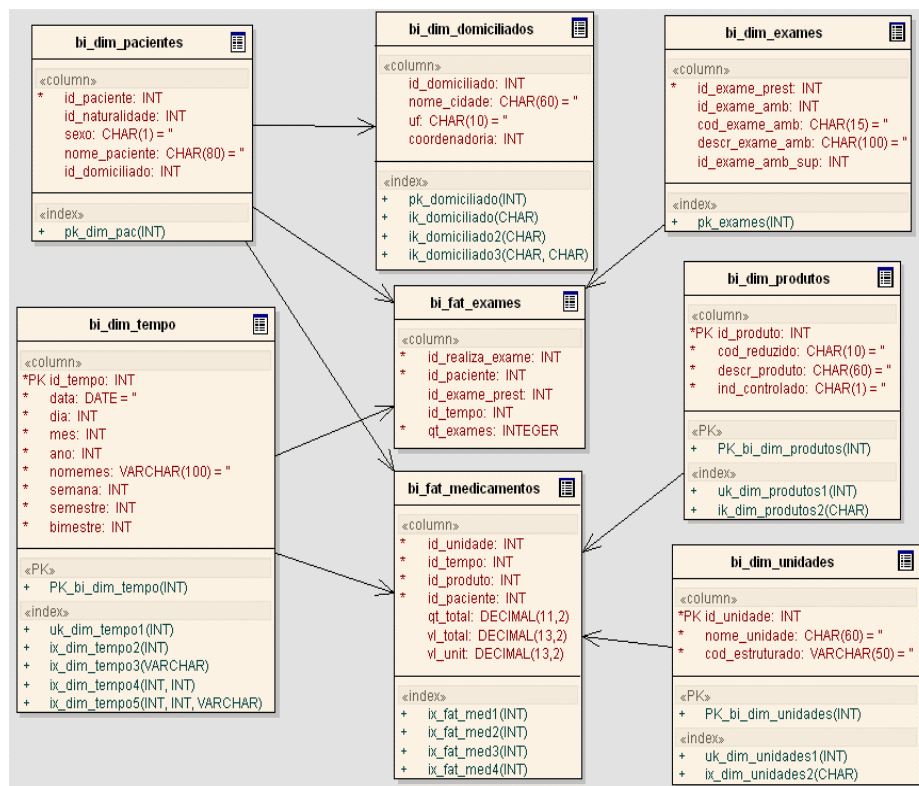 bi_dim_pacientes
«column»
* id_paciente: INT
id_naturalidade: INT
sexo: CHAR(1) = ''
* nome_paciente: CHAR(80) = ''
id_domiciliado: INT
«index»
+ pk_dim_pac(INT)
bi_dim_domiciliados
«column»
id_domiciliado: INT
nome_cidade: CHAR(60) = ''
uf: CHAR(10) = ''
coordenadoria: INT
«index»
+ pk_domiciliado(INT)
+ ik_domiciliado(CHAR)
+ ik_domiciliado2(CHAR)
+ ik_domiciliado3(CHAR, CHAR)
bi_dim_exames
«column»
* id_exame_prest: INT
id_exame_amb: INT
cod_exame_amb: CHAR(15) = ''
descr_exame_amb: CHAR(100) = ''
id_exame_amb_sup: INT
«index»
+ pk_exames(INT)
bi_dim_tempo
«column»
*PK id_tempo: INT
* data: DATE = ''
* dia: INT
* mes: INT
* ano: INT
* nomemes: VARCHAR(100) = ''
* semana: INT
* semestre: INT
* bimestre: INT
«PK»
+ PK_bi_dim_tempo(INT)
«index»
+ uk_dim_tempo1(INT)
+ ix_dim_tempo2(INT)
+ ix_dim_tempo3(VARCHAR)
+ ix_dim_tempo4(INT, INT)
+ ix_dim_tempo5(INT, INT, VARCHAR)
bi_fat_exames
«column»
* id_realiza_exame: INT
* id_paciente: INT
id_exame_prest: INT
id_tempo: INT
* qt_exames: INTEGER
bi_dim_produtos
«column»
*PK id_produto: INT
* cod_reduzido: CHAR(10) = ''
* descr_produto: CHAR(60) = ''
* ind_controlado: CHAR(1) = ''
«PK»
+ PK_bi_dim_produtos(INT)
«index»
+ uk_dim_produtos1(INT)
+ ik_dim_produtos2(CHAR)
bi_fat_medicamentos
«column»
* id_unidade: INT
* id_tempo: INT
* id_produto: INT
* id_paciente: INT
qt_total: DECIMAL(11,2)
vl_total: DECIMAL(13,2)
vl_unit: DECIMAL(13,2)
«index»
+ ix_fat_med1(INT)
+ ix_fat_med2(INT)
+ ix_fat_med3(INT)
+ ix_fat_med4(INT)
bi_dim_unidades
«column»
*PK id_unidade: INT
* nome_unidade: CHAR(60) = ''
* cod_estruturado: VARCHAR(50) = ''
«PK»
+ PK_bi_dim_unidades(INT)
«index»
+ uk_dim_unidades1(INT)
+ ix_dim_unidades2(CHAR)